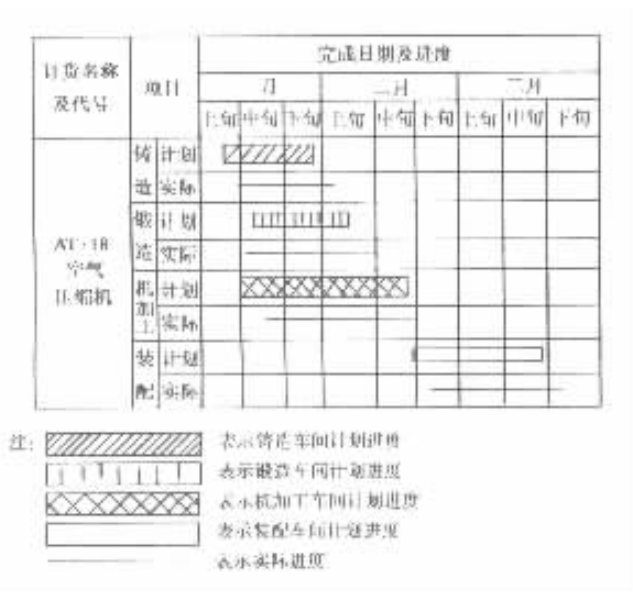 订货名称
及代号
项目
完成日期及进度
一月
二月
三月
上旬 中旬 下旬 上旬 中旬 下旬 上旬 中旬 下旬
AT-18
空气
压缩机
铸造 计划
实际
锻造 计划
实际
机加工 计划
实际
装配 计划
实际
注:
表示铸造车间计划进度
表示锻造车间计划进度
表示机加工车间计划进度
表示装配车间计划进度
表示实际进度